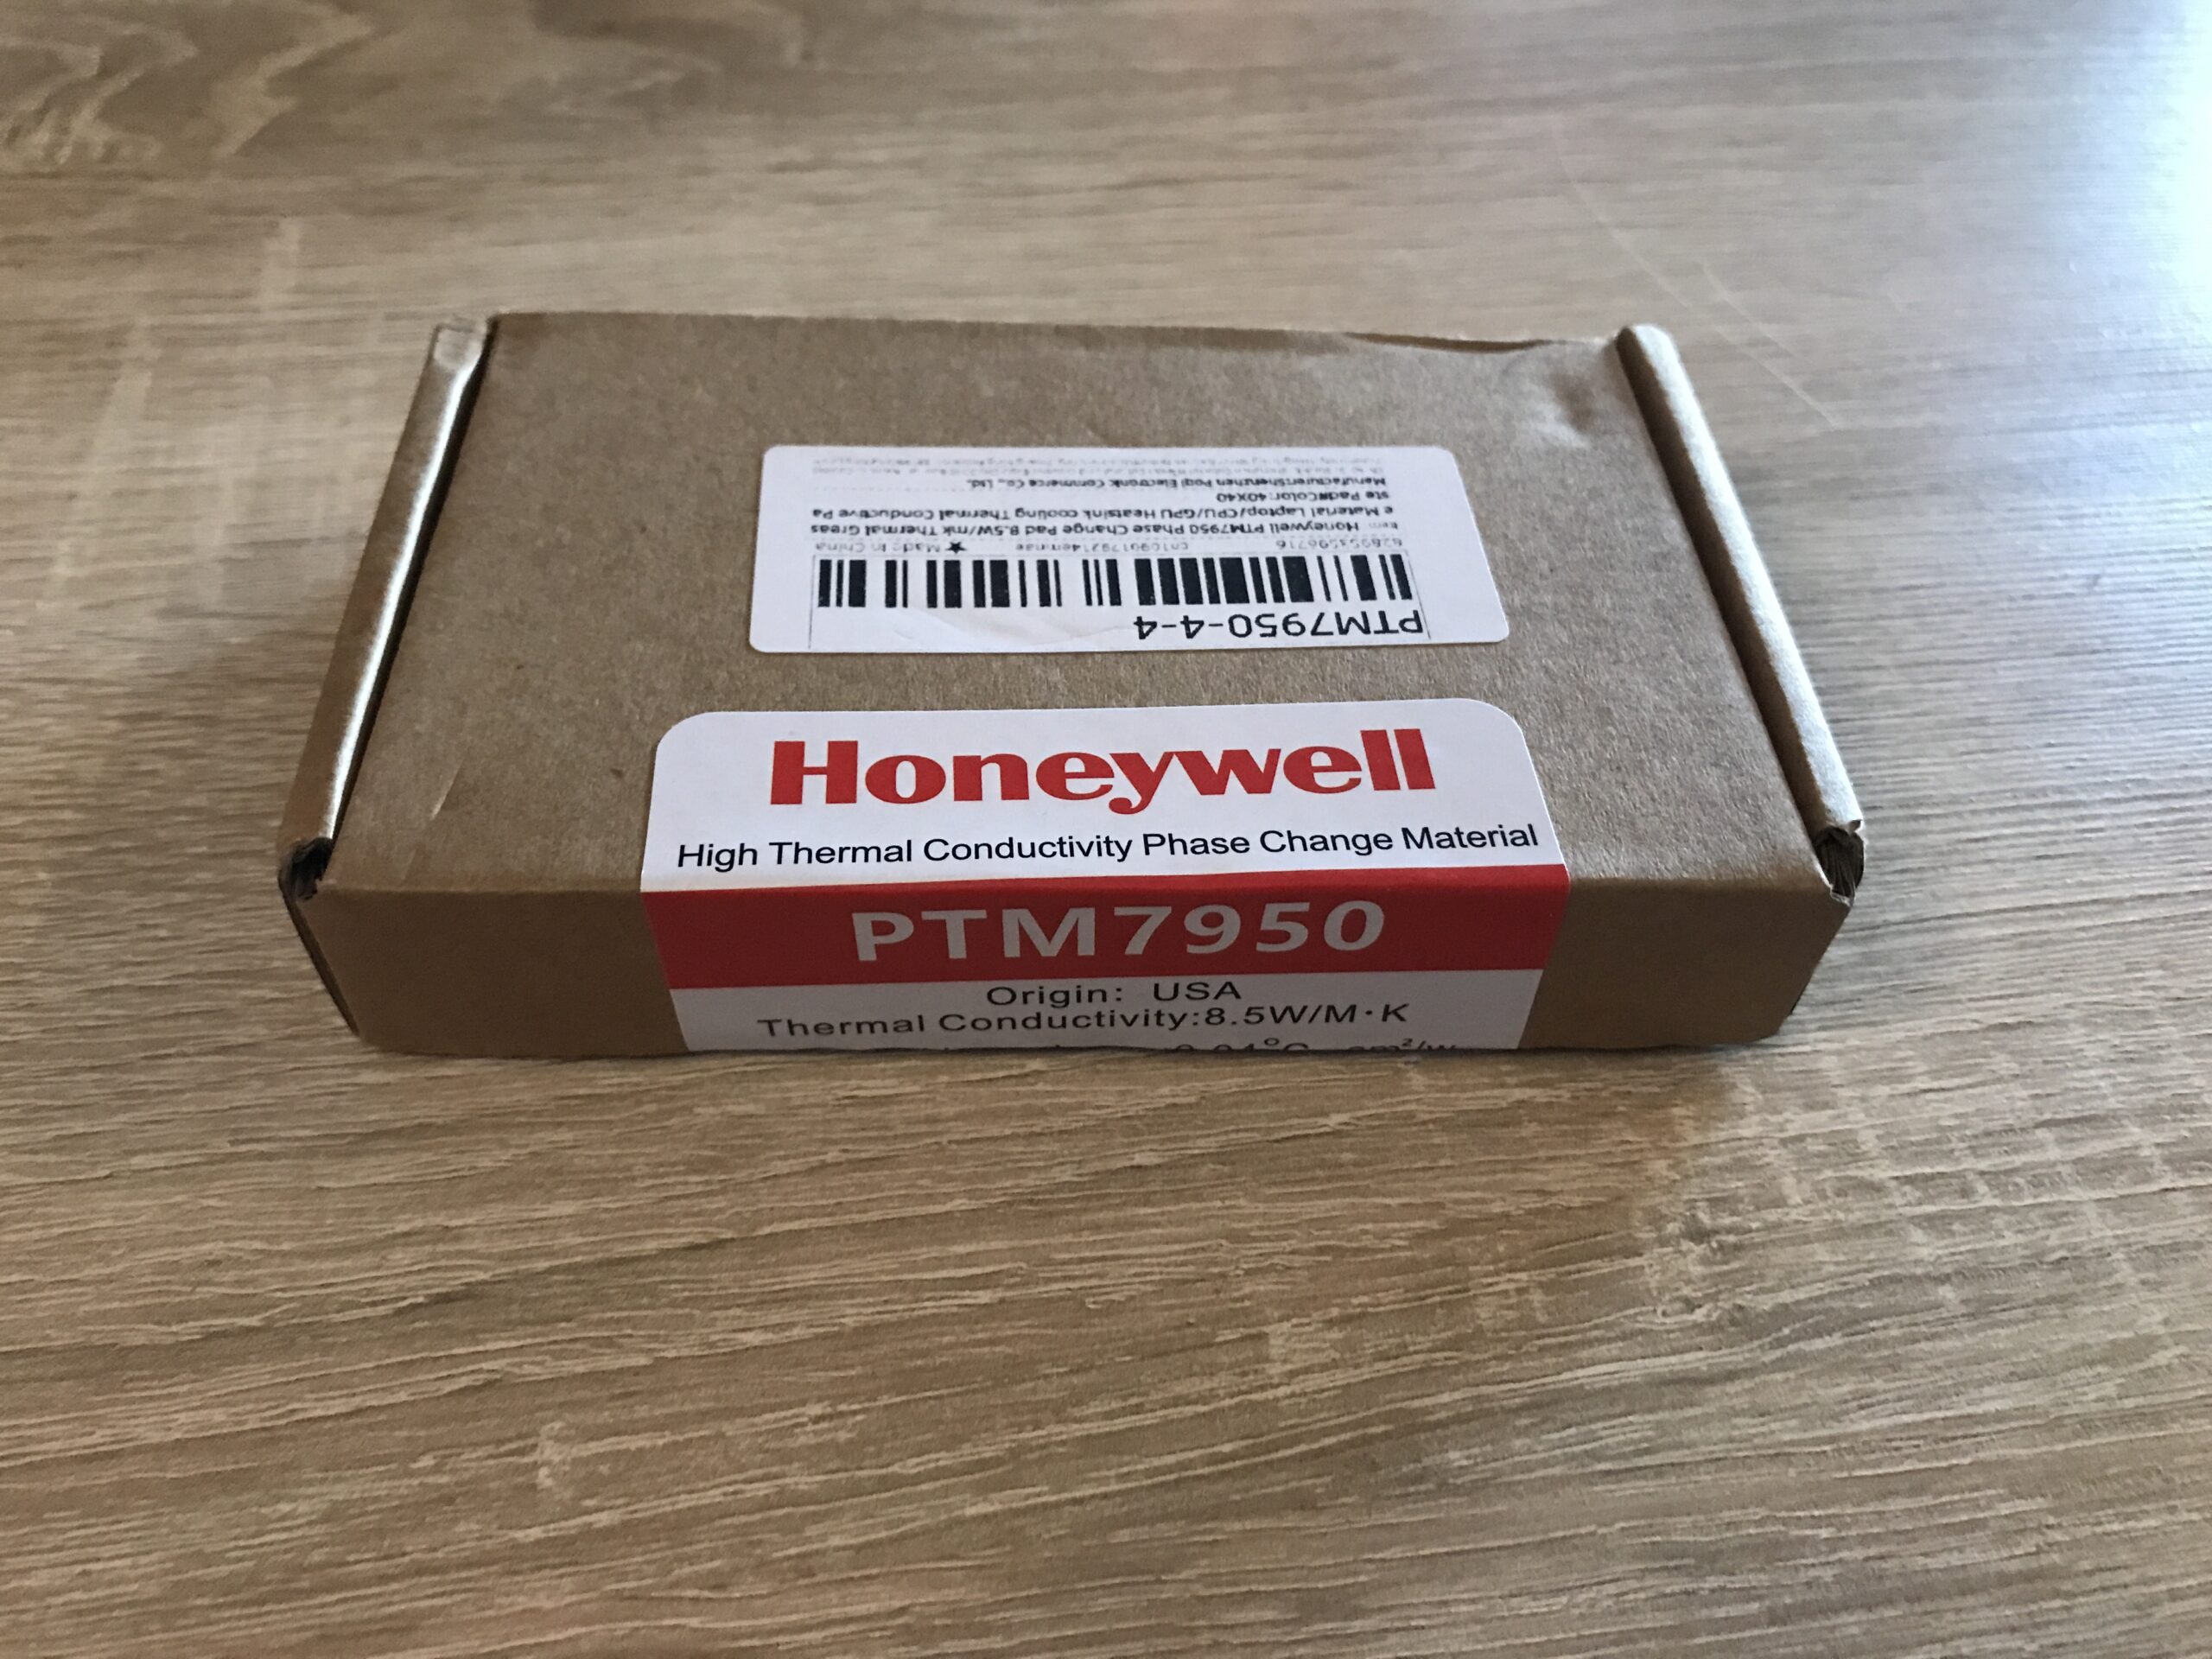 Honeywell
High Thermal Conductivity Phase Change Material
PTM7950
Origin: USA
Thermal Conductivity:8.5W/M·K
PTM7950-4-4
Made In China
Item: Honeywell PTM7950 Phase Change Pad 8.5W/mk Thermal Greas
e Material Laptop/CPU/GPU Heatsink cooling Thermal Conductive Pa
ste Pad#Color:40X40